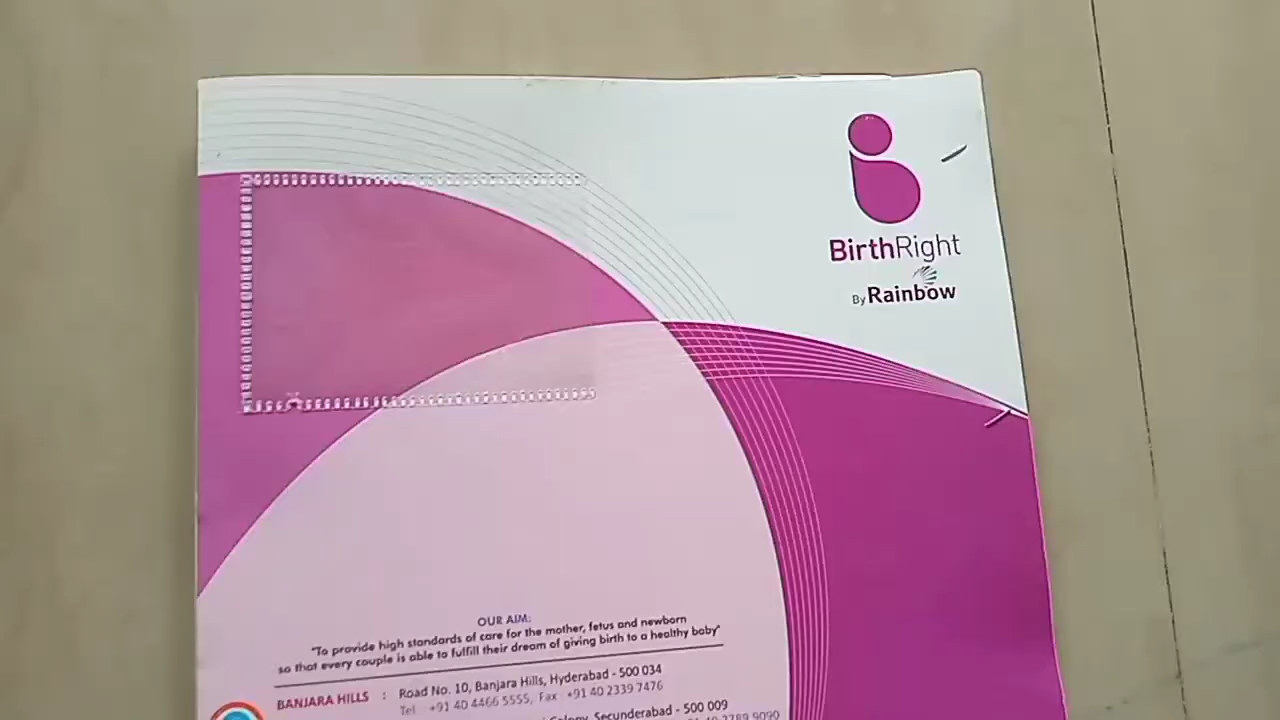 BirthRight
By Rainbow
OUR AIM:
"To provide high standards of care for the mother, fetus and newborn
so that every couple is able to fulfill their dream of giving birth to a healthy baby"
BANJARA HILLS : Road No. 10, Banjara Hills, Hyderabad - 500 034
Tel : +91 40 4466 5555, Fax : +91 40 2339 7476
Colony, Secunderabad - 500 009
40 2789 9090